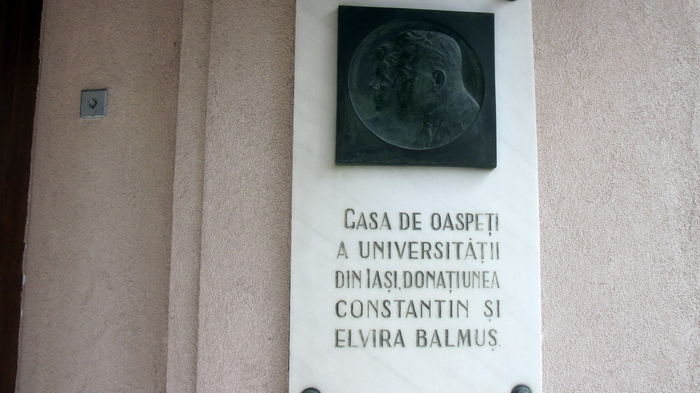 CASA DE OASPEȚI
A UNIVERSITĂȚII
DIN IAȘI, DONAȚIUNEA
CONSTANTIN ȘI
ELVIRA BALMUȘ.